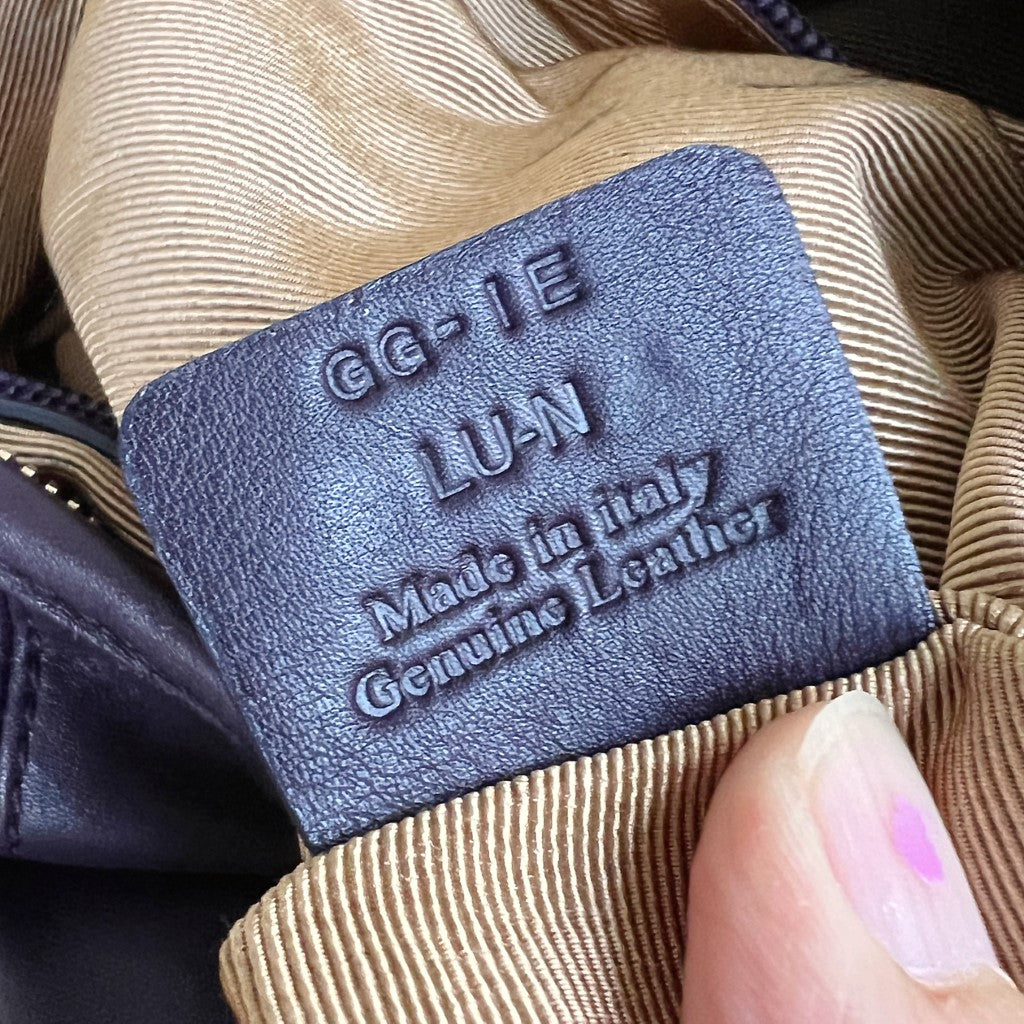 GG-IE
LU-N
Made in italy
Genuine Leather